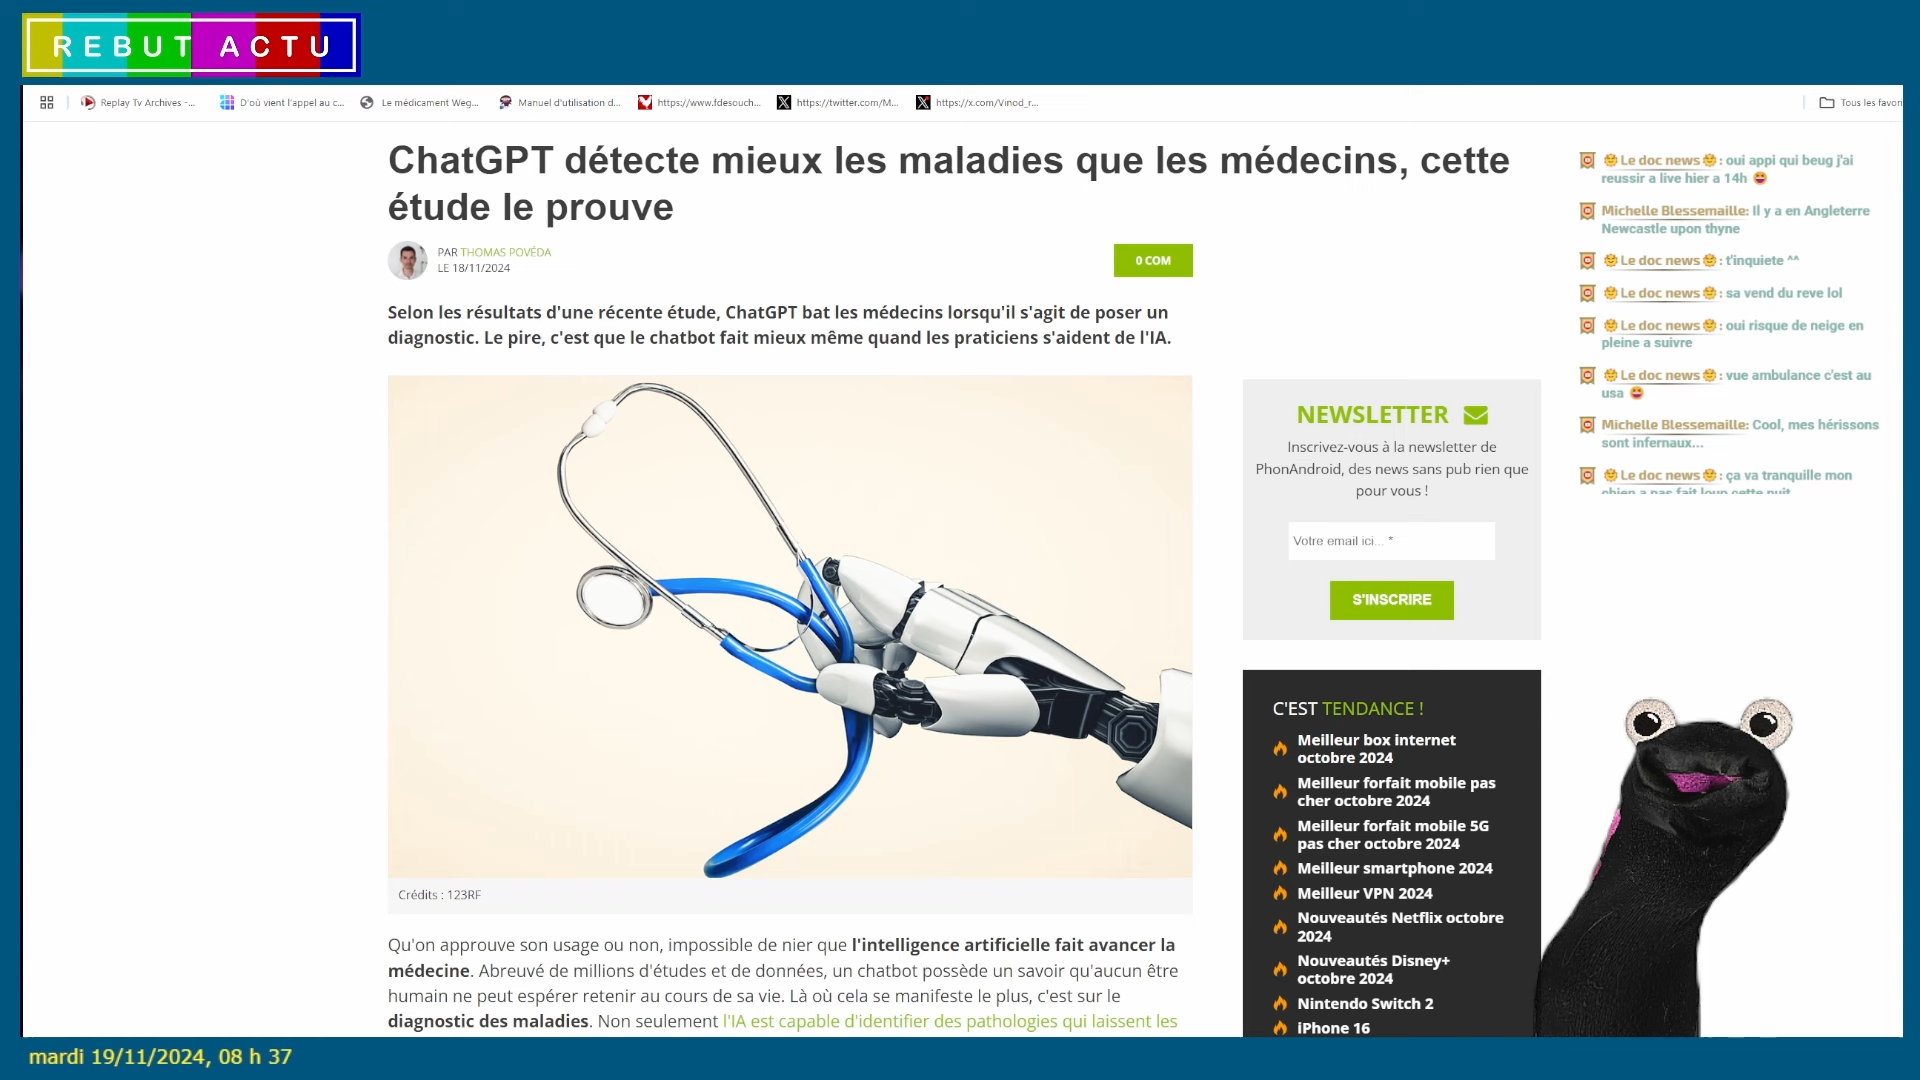 REBUT ACTU
Replay Tv Archives -...
D'où vient l'appel au c...
Le médicament Weg...
Manuel d'utilisation d...
https://www.fdesouch...
https://twitter.com/M...
https://x.com/Vinod_r...
Tous les favor
ChatGPT détecte mieux les maladies que les médecins, cette
étude le prouve
PAR THOMAS POVÉDA
LE 18/11/2024
0 COM
Selon les résultats d'une récente étude, ChatGPT bat les médecins lorsqu'il s'agit de poser un
diagnostic. Le pire, c'est que le chatbot fait mieux même quand les praticiens s'aident de l'IA.
Crédits : 123RF
Qu'on approuve son usage ou non, impossible de nier que l'intelligence artificielle fait avancer la
médecine. Abreuvé de millions d'études et de données, un chatbot possède un savoir qu'aucun être
humain ne peut espérer retenir au cours de sa vie. Là où cela se manifeste le plus, c'est sur le
diagnostic des maladies. Non seulement l'IA est capable d'identifier des pathologies qui laissent les
NEWSLETTER
Inscrivez-vous à la newsletter de
PhonAndroid, des news sans pub rien que
pour vous !
Votre email ici... *
S'INSCRIRE
C'EST TENDANCE !
Meilleur box internet
octobre 2024
Meilleur forfait mobile pas
cher octobre 2024
Meilleur forfait mobile 5G
pas cher octobre 2024
Meilleur smartphone 2024
Meilleur VPN 2024
Nouveautés Netflix octobre
2024
Nouveautés Disney+
octobre 2024
Nintendo Switch 2
iPhone 16
Le doc news : oui appi qui beug j'ai
reussir a live hier a 14h
Michelle Blessemaille: Il y a en Angleterre
Newcastle upon thyne
Le doc news : t'inquiete ^^
Le doc news : sa vend du reve lol
Le doc news : oui risque de neige en
pleine a suivre
Le doc news : vue ambulance c'est au
usa
Michelle Blessemaille: Cool, mes hérissons
sont infernaux...
Le doc news : ça va tranquille mon
chien a pas fait loup cette nuit
mardi 19/11/2024, 08 h 37